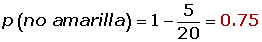 p (no amarilla) = 1 - 5/20 = 0.75